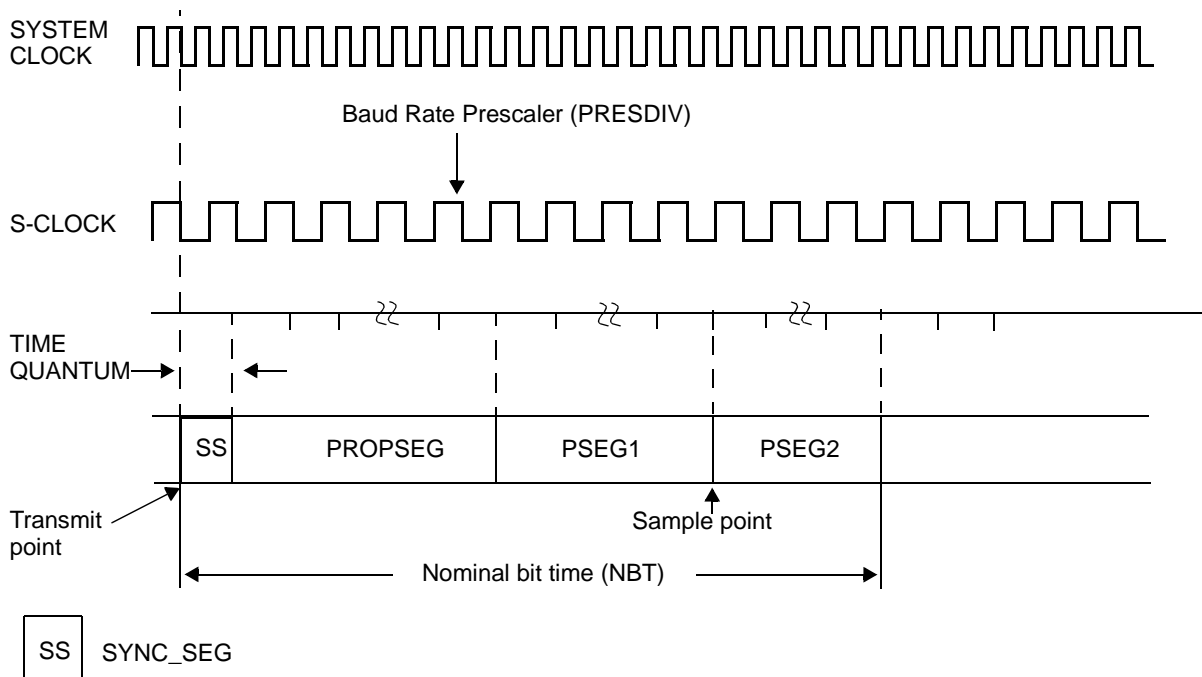 SYSTEM
CLOCK
Baud Rate Prescaler (PRESDIV)
S-CLOCK
TIME
QUANTUM
SS
PROPSEG
PSEG1
PSEG2
Transmit
point
Sample point
Nominal bit time (NBT)
SS
SYNC_SEG